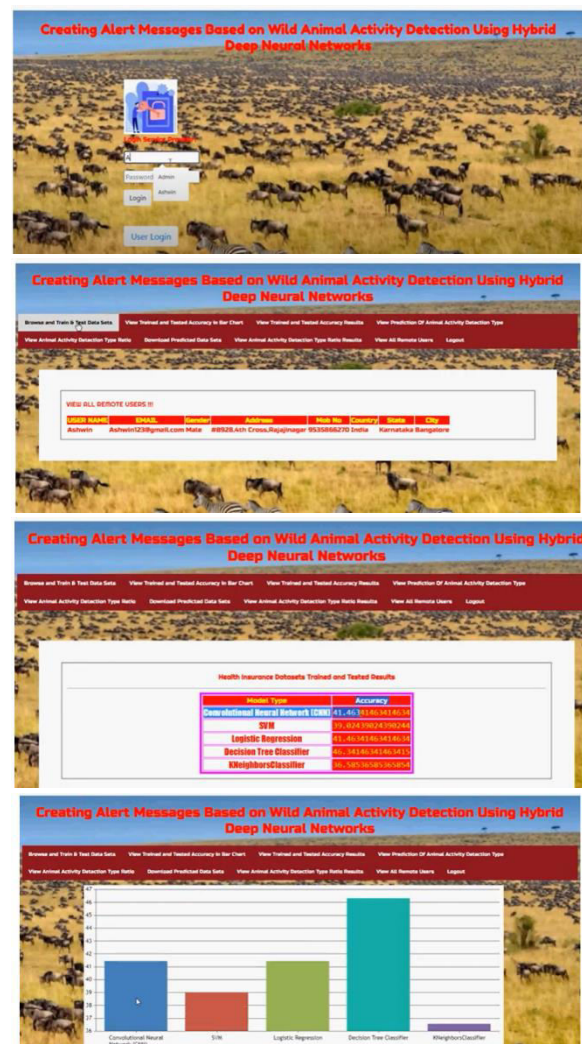 Creating Alert Messages Based on Wild Animal Activity Detection Using Hybrid
Deep Neural Networks
A
Password
Admin
Ashwin
Login
User Login
Creating Alert Messages Based on Wild Animal Activity Detection Using Hybrid
Deep Neural Networks
Browse and Train & Test Data Sets View Trained and Tested Accuracy in Bar Chart View Trained and Tested Accuracy Results View Prediction Of Animal Activity Detection Type
View Animal Activity Detection Type Ratio Download Predicted Data Sets View Animal Activity Detection Type Ratio Results View All Remote Users Logout
VIEW ALL REMOTE USERS !!!
USER NAME EMAIL Gender Address Mob No Country State City
Ashwin Ashwin123@gmail.com Male #8928,4th Cross,Rajajinagar 9535866270 India Karnataka Bangalore
Creating Alert Messages Based on Wild Animal Activity Detection Using Hybrid
Deep Neural Networks
Browse and Train & Test Data Sets View Trained and Tested Accuracy in Bar Chart View Trained and Tested Accuracy Results View Prediction Of Animal Activity Detection Type
View Animal Activity Detection Type Ratio Download Predicted Data Sets View Animal Activity Detection Type Ratio Results View All Remote Users Logout
Health Insurance Datasets Trained and Tested Results
Model Type Accuracy
Convolutional Neural Network (CNN) 41.46341463414634
SVM 39.02439024390244
Logistic Regression 41.46341463414634
Decision Tree Classifier 46.34146341463415
KNeighborsClassifier 36.58536585365854
Creating Alert Messages Based on Wild Animal Activity Detection Using Hybrid
Deep Neural Networks
Browse and Train & Test Data Sets View Trained and Tested Accuracy in Bar Chart View Trained and Tested Accuracy Results View Prediction Of Animal Activity Detection Type
View Animal Activity Detection Type Ratio Download Predicted Data Sets View Animal Activity Detection Type Ratio Results View All Remote Users Logout
47
46
45
44
43
42
41
40
39
38
37
36
Convolutional Neural SVM Logistic Regression Decision Tree Classifier KNeighborsClassifier
Network (CNN)